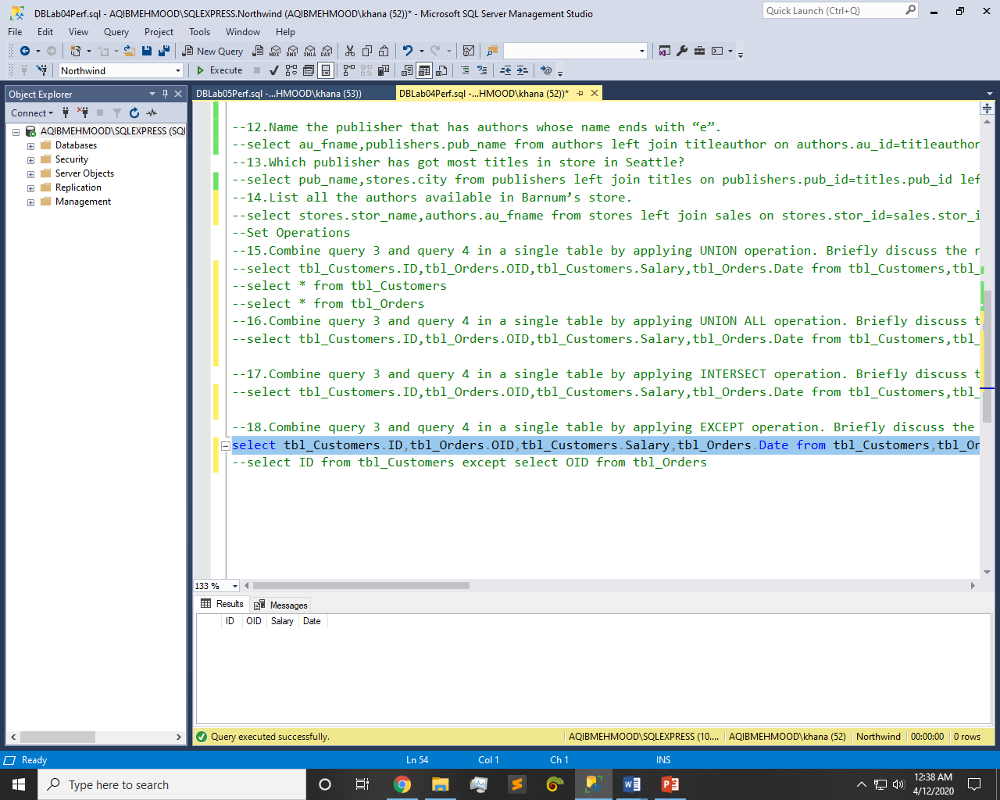 DBLab04Perf.sql - AQIBMEHMOOD\SQLEXPRESS.Northwind (AQIBMEHMOOD\khana (52))* - Microsoft SQL Server Management Studio
Quick Launch (Ctrl+Q)
File Edit View Query Project Tools Window Help
New Query
MDX DMX XMLA DAX
Northwind
Execute
Object Explorer
DBLab05Perf.sql -...HMOOD\khana (53))
DBLab04Perf.sql -...HMOOD\khana (52))*
Connect
AQIBMEHMOOD\SQLEXPRESS (SQl
Databases
Security
Server Objects
Replication
Management
--12.Name the publisher that has authors whose name ends with “e”.
--select au_fname,publishers.pub_name from authors left join titleauthor on authors.au_id=titleauthor
--13.Which publisher has got most titles in store in Seattle?
--select pub_name,stores.city from publishers left join titles on publishers.pub_id=titles.pub_id lef
--14.List all the authors available in Barnum’s store.
--select stores.stor_name,authors.au_fname from stores left join sales on stores.stor_id=sales.stor_i
--Set Operations
--15.Combine query 3 and query 4 in a single table by applying UNION operation. Briefly discuss the r
--select tbl_Customers.ID,tbl_Orders.OID,tbl_Customers.Salary,tbl_Orders.Date from tbl_Customers,tbl_
--select * from tbl_Customers
--select * from tbl_Orders
--16.Combine query 3 and query 4 in a single table by applying UNION ALL operation. Briefly discuss t
--select tbl_Customers.ID,tbl_Orders.OID,tbl_Customers.Salary,tbl_Orders.Date from tbl_Customers,tbl_
--17.Combine query 3 and query 4 in a single table by applying INTERSECT operation. Briefly discuss t
--select tbl_Customers.ID,tbl_Orders.OID,tbl_Customers.Salary,tbl_Orders.Date from tbl_Customers,tbl_
--18.Combine query 3 and query 4 in a single table by applying EXCEPT operation. Briefly discuss the
select tbl_Customers.ID,tbl_Orders.OID,tbl_Customers.Salary,tbl_Orders.Date from tbl_Customers,tbl_Or
--select ID from tbl_Customers except select OID from tbl_Orders
133 %
Results Messages
ID OID Salary Date
Query executed successfully.
AQIBMEHMOOD\SQLEXPRESS (10.... AQIBMEHMOOD\khana (52) Northwind 00:00:00 0 rows
Ready Ln 54 Col 1 Ch 1 INS
Type here to search
12:38 AM
4/12/2020